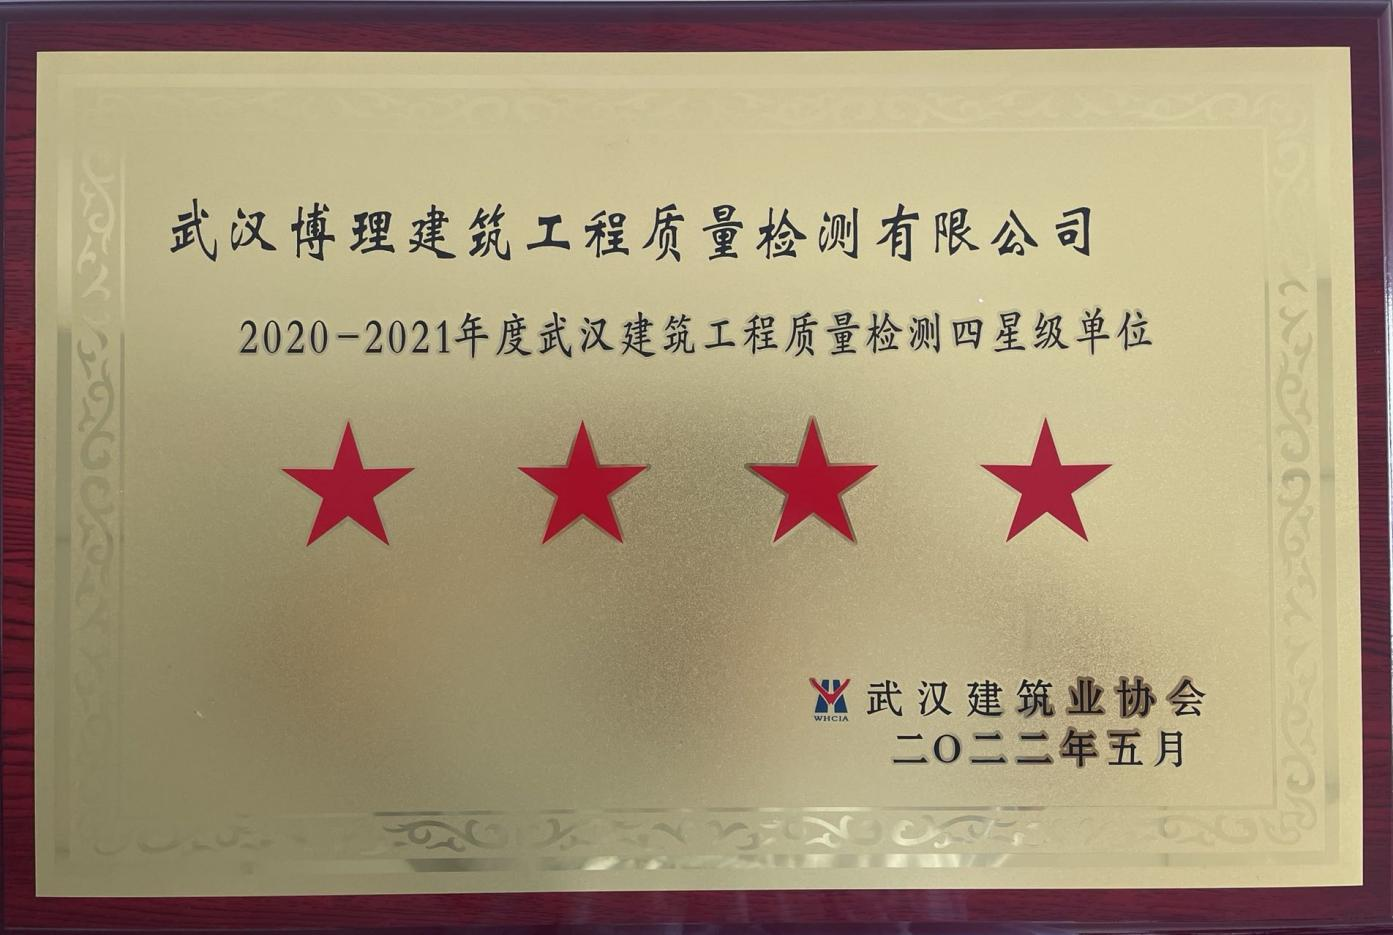 武汉博理建筑工程质量检测有限公司
2020-2021年度武汉建筑工程质量检测四星级单位
WHCIA
武汉建筑业协会
二〇二二年五月